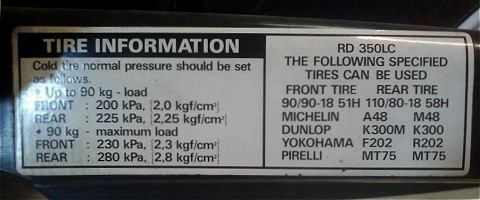 TIRE INFORMATION
Cold tire normal pressure should be set
as follows.
• Up to 90 kg - load
FRONT : 200 kPa, [2,0 kgf/cm²]
REAR : 225 kPa, [2,25 kgf/cm²]
• 90 kg - maximum load
FRONT : 230 kPa, [2,3 kgf/cm²]
REAR : 280 kPa, [2,8 kgf/cm²]
RD 350LC
THE FOLLOWING SPECIFIED
TIRES CAN BE USED
FRONT TIRE REAR TIRE
90/90-18 51H 110/80-18 58H
MICHELIN A48 M48
DUNLOP K300M K300
YOKOHAMA F202 R202
PIRELLI MT75 MT75